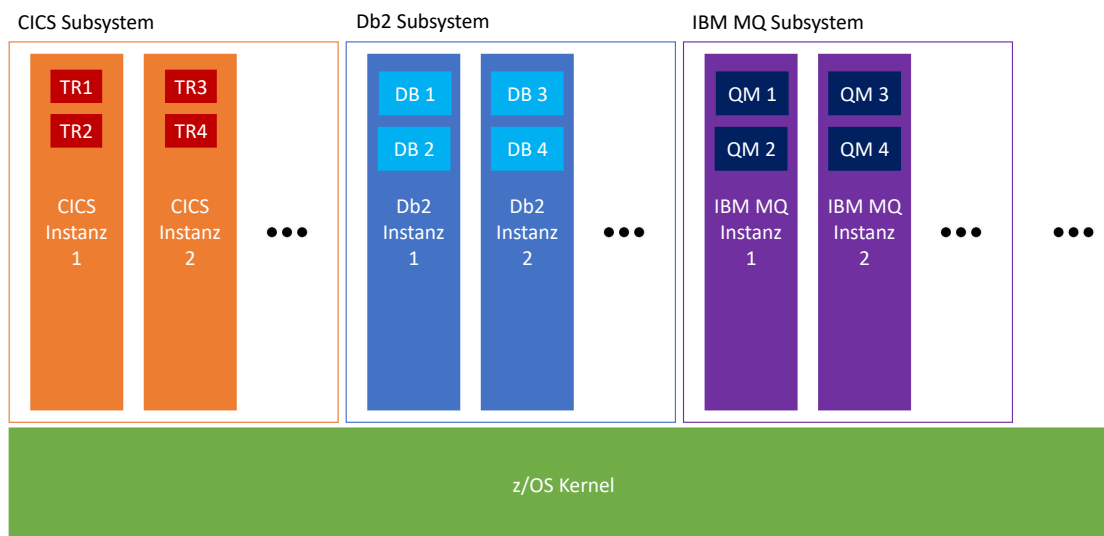 CICS Subsystem
Db2 Subsystem
IBM MQ Subsystem
TR1
TR2
CICS
Instanz
1
TR3
TR4
CICS
Instanz
2
DB 1
DB 2
Db2
Instanz
1
DB 3
DB 4
Db2
Instanz
2
QM 1
QM 2
IBM MQ
Instanz
1
QM 3
QM 4
IBM MQ
Instanz
2
z/OS Kernel